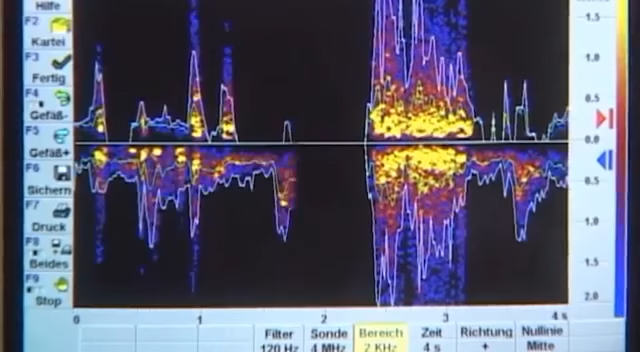 Hilfe
F2
Kartei
F3
Fertig
F4
Gefäß-
F5
Gefäß+
F6
Sichern
F7
Druck
F8
Beides
F9
Stop
1.5
1.0
0.5
0.0
0.5
1.0
1.5
2.0
0 1 2 3 4 s
Filter Sonde Bereich Zeit Richtung Nullinie
120 Hz 4 MHz 2 KHz 4 s + Mitte